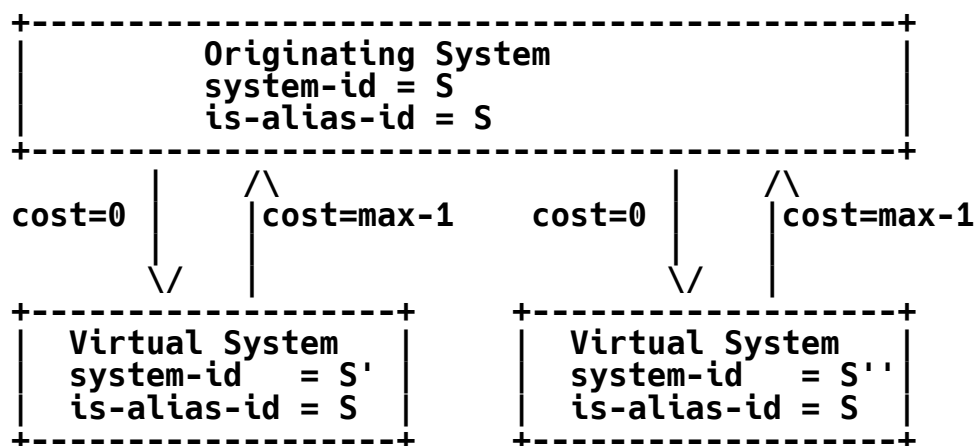 Originating System
system-id = S
is-alias-id = S
cost=0 cost=max-1 cost=0 cost=max-1
Virtual System Virtual System
system-id = S' system-id = S''
is-alias-id = S is-alias-id = S